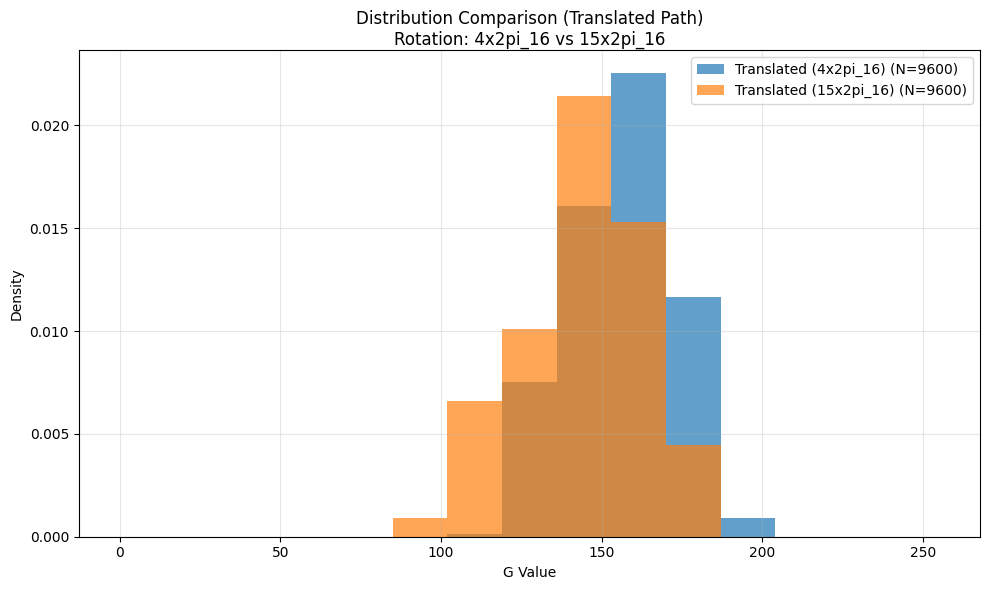 Distribution Comparison (Translated Path)
Rotation: 4x2pi_16 vs 15x2pi_16
Translated (4x2pi_16) (N=9600)
Translated (15x2pi_16) (N=9600)
Density
0.020
0.015
0.010
0.005
0.000
0 50 100 150 200 250
G Value